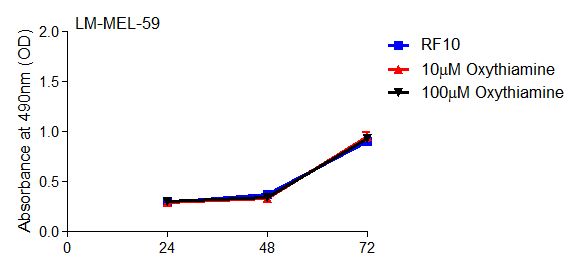 LM-MEL-59
Absorbance at 490nm (OD)
2.0
1.5
1.0
0.5
0.0
0
24
48
72
RF10
10μM Oxythiamine
100μM Oxythiamine